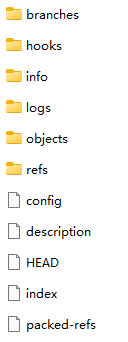 branches
hooks
info
logs
objects
refs
config
description
HEAD
index
packed-refs